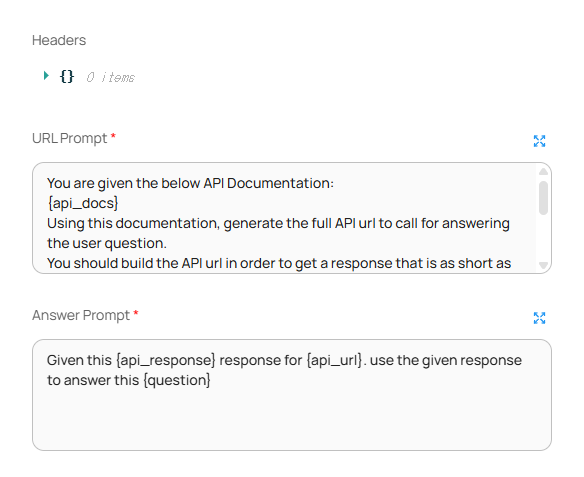 Headers
{} 0 items
URL Prompt *
You are given the below API Documentation:
{api_docs}
Using this documentation, generate the full API url to call for answering
the user question.
You should build the API url in order to get a response that is as short as
Answer Prompt *
Given this {api_response} response for {api_url}. use the given response
to answer this {question}